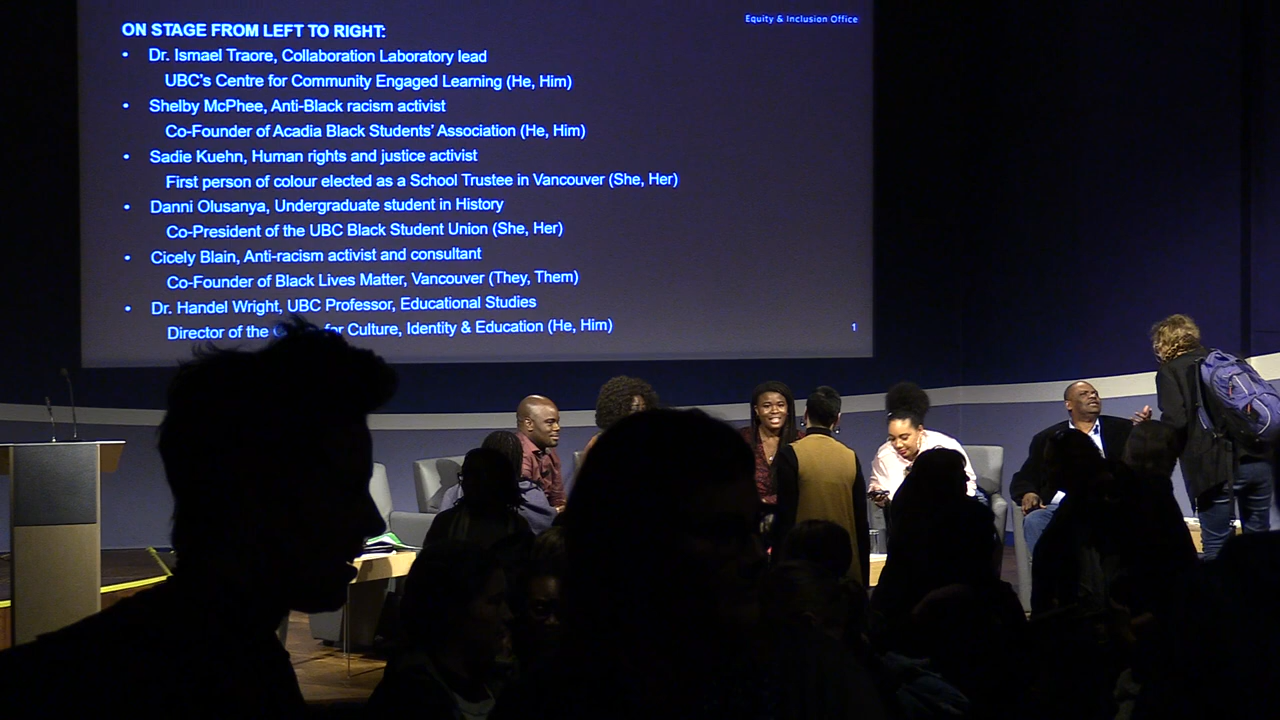 Equity & Inclusion Office
ON STAGE FROM LEFT TO RIGHT:
• Dr. Ismael Traore, Collaboration Laboratory lead
UBC's Centre for Community Engaged Learning (He, Him)
• Shelby McPhee, Anti-Black racism activist
Co-Founder of Acadia Black Students' Association (He, Him)
• Sadie Kuehn, Human rights and justice activist
First person of colour elected as a School Trustee in Vancouver (She, Her)
• Danni Olusanya, Undergraduate student in History
Co-President of the UBC Black Student Union (She, Her)
• Cicely Blain, Anti-racism activist and consultant
Co-Founder of Black Lives Matter, Vancouver (They, Them)
• Dr. Handel Wright, UBC Professor, Educational Studies
Director of the for Culture, Identity & Education (He, Him)
1